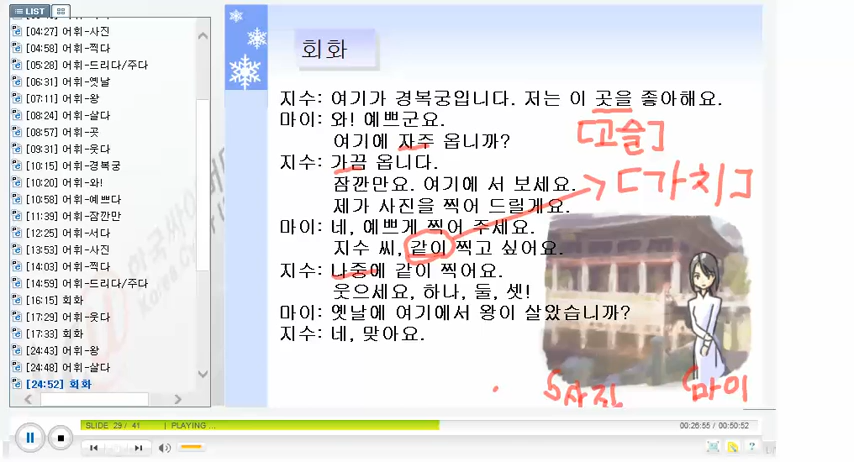 LIST
[04:27] 어휘-사진
[04:58] 어휘-찍다
[05:28] 어휘-드리다/주다
[06:31] 어휘-옛날
[07:11] 어휘-왕
[08:24] 어휘-살다
[08:57] 어휘-곳
[09:31] 어휘-웃다
[10:15] 어휘-경복궁
[10:20] 어휘-와!
[10:58] 어휘-예쁘다
[11:39] 어휘-잠깐만
[12:25] 어휘-서다
[13:53] 어휘-사진
[14:03] 어휘-찍다
[14:59] 어휘-드리다/주다
[16:15] 회화
[17:29] 어휘-웃다
[17:33] 회화
[24:43] 어휘-왕
[24:48] 어휘-살다
[24:52] 회화
회화
지수: 여기가 경복궁입니다. 저는 이 곳을 좋아해요.
마이: 와! 예쁘군요.
여기에 자주 옵니까?
[고슬]
지수: 가끔 옵니다.
잠깐만요. 여기에 서 보세요.
[가치]
제가 사진을 찍어 드릴게요.
마이: 네, 예쁘게 찍어 주세요.
지수 씨, 같이 찍고 싶어요.
지수: 나중에 같이 찍어요.
웃으세요, 하나, 둘, 셋!
마이: 옛날에 여기에서 왕이 살았습니까?
지수: 네, 맞아요.
사진
마이
SLIDE 29 / 41 PLAYING ...
00:26:55 / 00:50:52